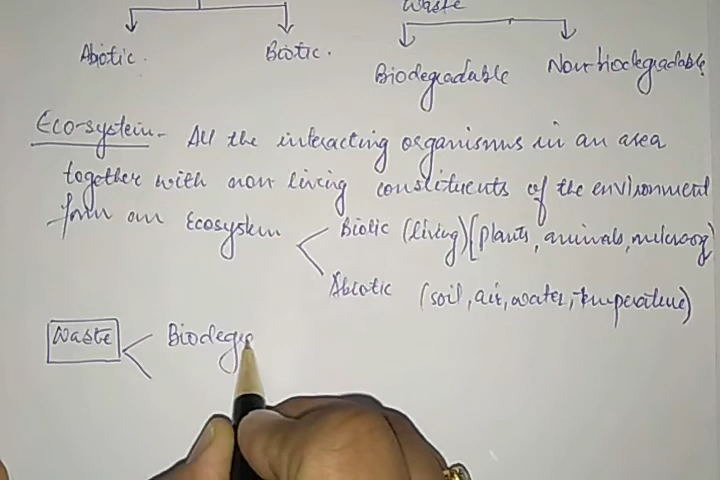 Waste
Abiotic.
Biotic.
Biodegradable
Non-biodegradable
Eco-system - All the interacting organisms in an area
together with non living constituents of the environment
form an Ecosystem
Biotic (living) [plants, animals, microorg)
Abiotic (soil, air, water, temperature)
Waste
Biodegr